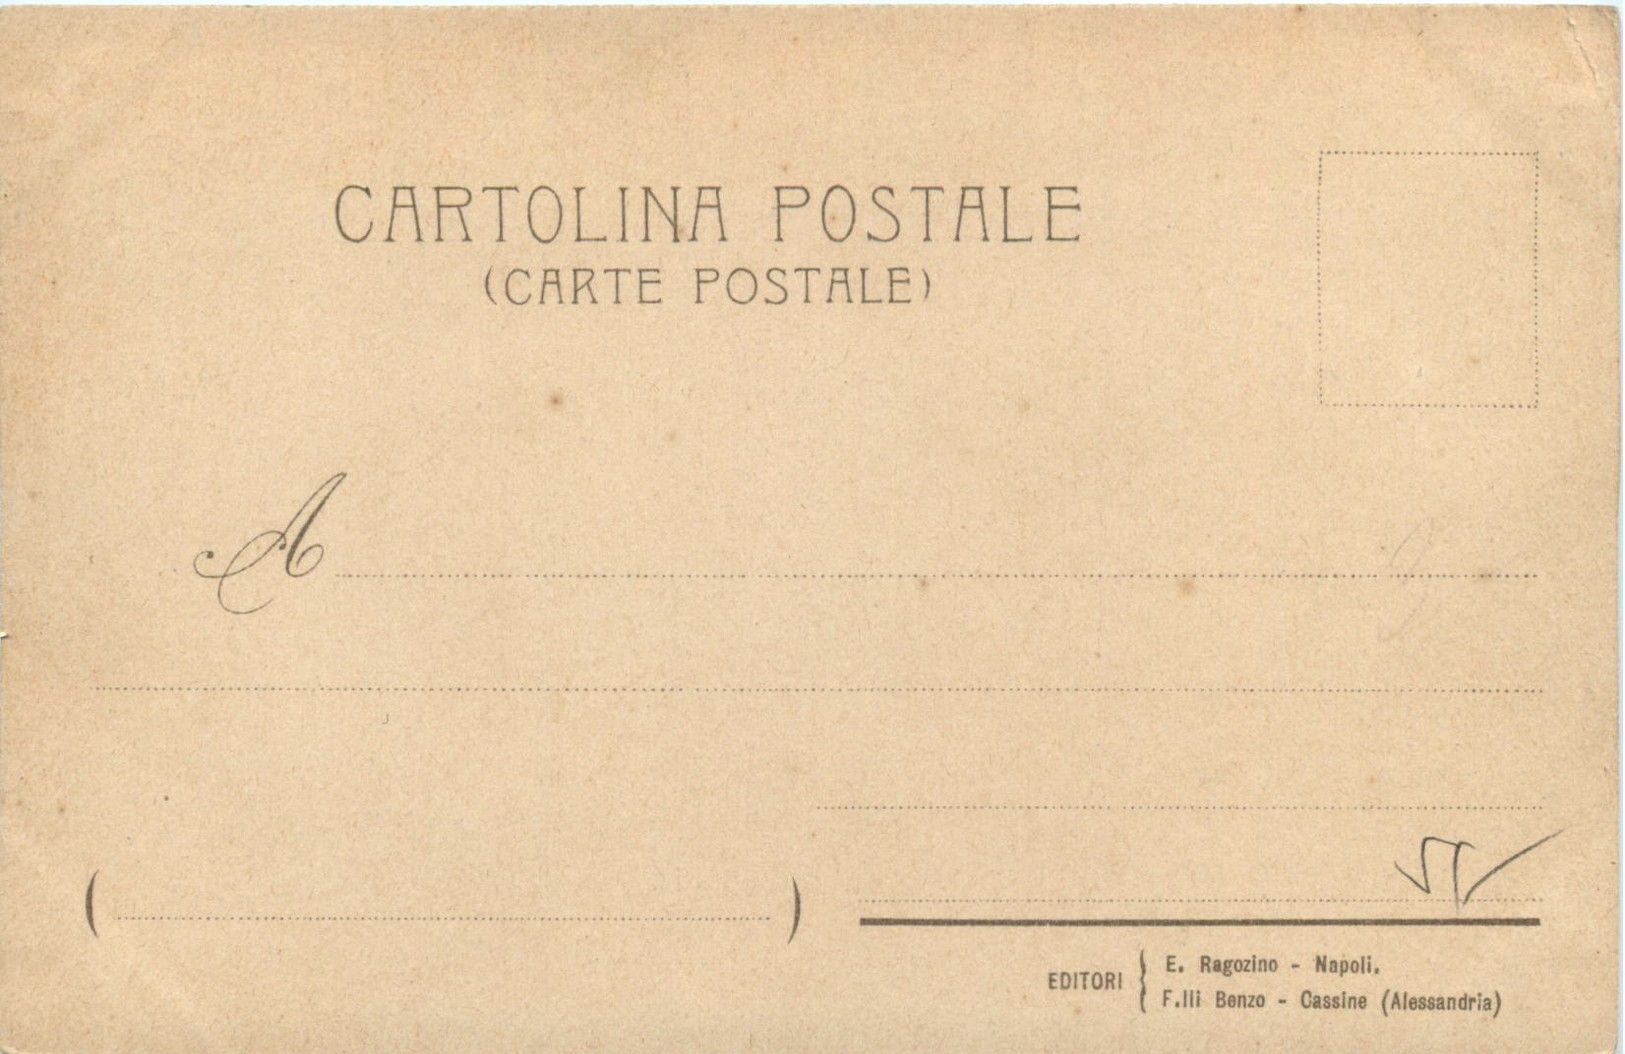 CARTOLINA POSTALE
(CARTE POSTALE)
A
( )
EDITORI { E. Ragozino - Napoli.
F.lli Benzo - Cassine (Alessandria)